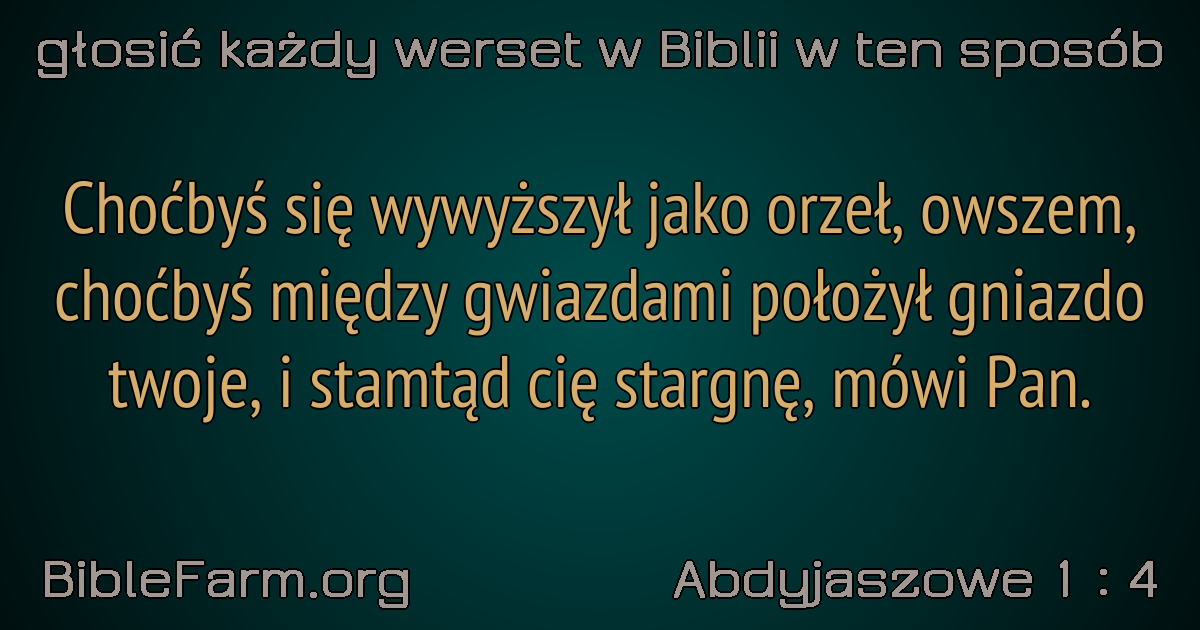 głosić każdy werset w Biblii w ten sposób
Choćbyś się wywyższył jako orzeł, owszem,
choćbyś między gwiazdami położył gniazdo
twoje, i stamtąd cię stargnę, mówi Pan.
BibleFarm.org
Abdyjaszowe 1 : 4